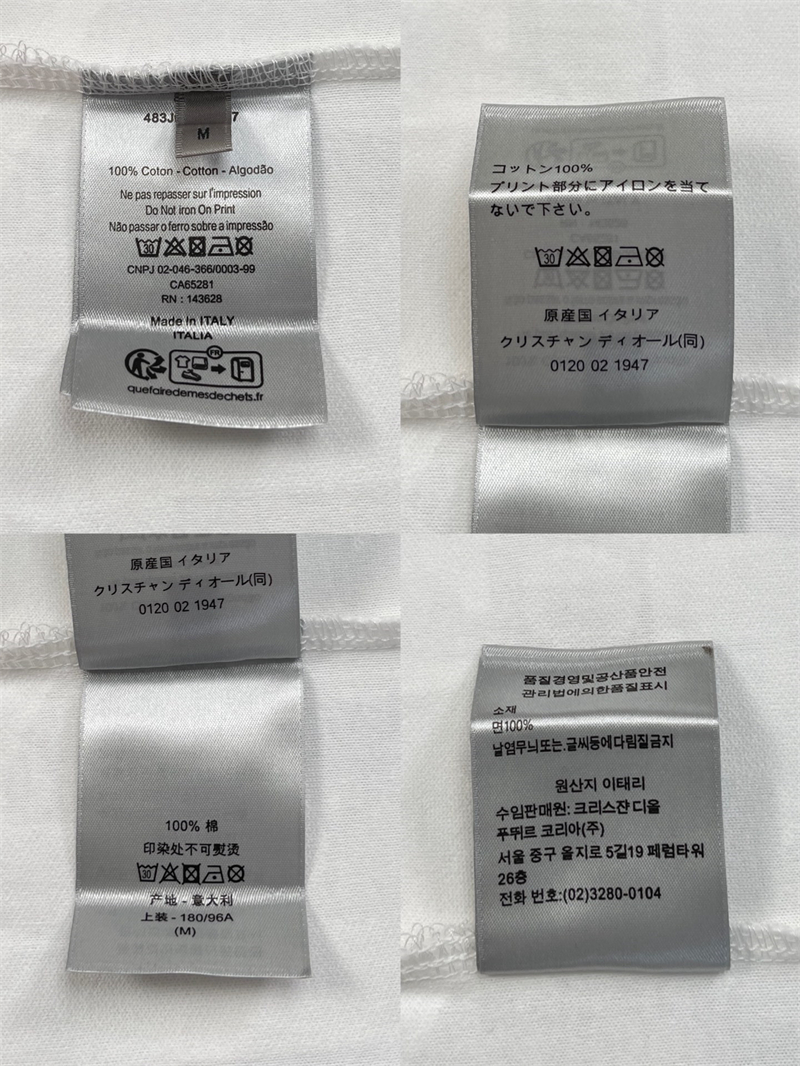 483J 7
M
100% Coton - Cotton - Algodão
Ne pas repasser sur l'impression
Do Not iron On Print
Não passar o ferro sobre a impressão
30
CNPJ 02-046-366/0003-99
CA65281
RN : 143628
Made in ITALY
ITALIA
FR
quefairedemesdechets.fr
コットン100%
プリント部分にアイロンを当て
ないで下さい。
30
原産国 イタリア
クリスチャン ディオール(同)
0120 02 1947
原産国 イタリア
クリスチャン ディオール(同)
0120 02 1947
100% 棉
印染处不可熨烫
30
产地 - 意大利
上装 - 180/96A
(M)
품질경영및공산품안전
관리법에의한품질표시
소재
면100%
날염무늬또는.글씨등에다림질금지
원산지 이태리
수입판매원: 크리스쟌 디올
푸뛰르 코리아(주)
서울 중구 을지로 5길19 페럼타워
26층
전화 번호:(02)3280-0104